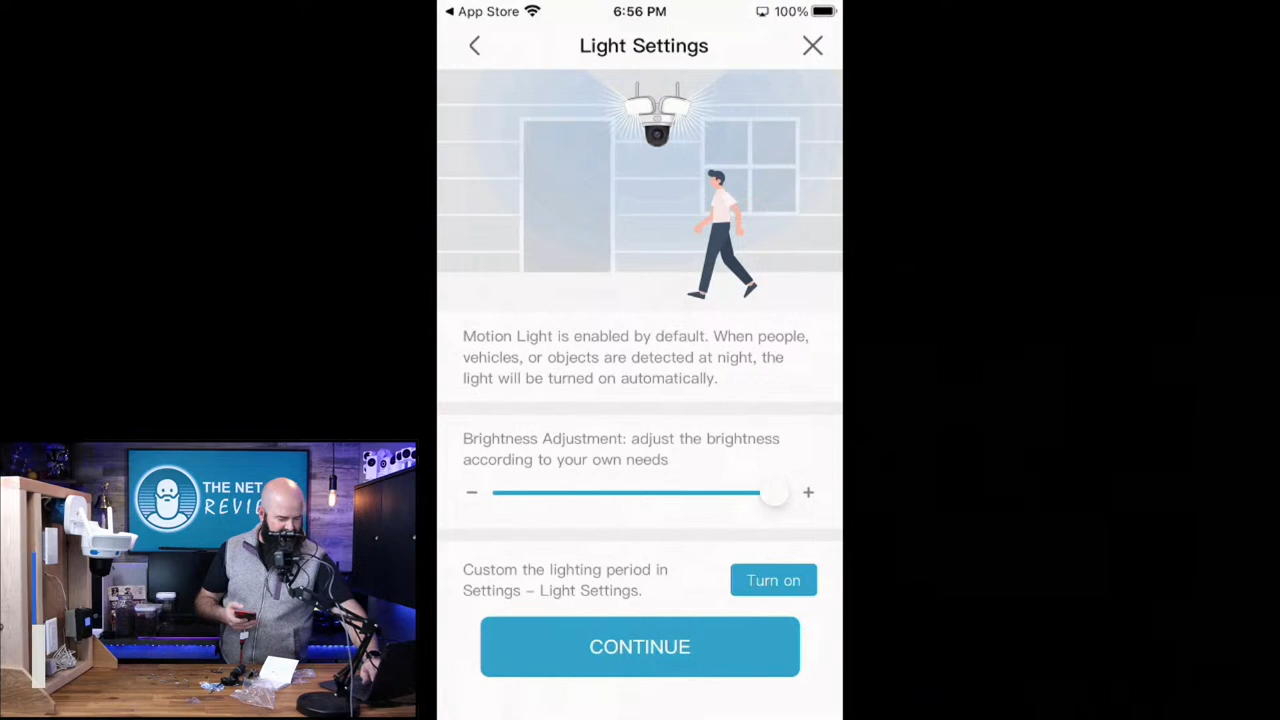 App Store
6:56 PM
100%
Light Settings
Motion Light is enabled by default. When people,
vehicles, or objects are detected at night, the
light will be turned on automatically.
Brightness Adjustment: adjust the brightness
according to your own needs
− +
Custom the lighting period in
Settings – Light Settings.
Turn on
CONTINUE
THE NET
REVI